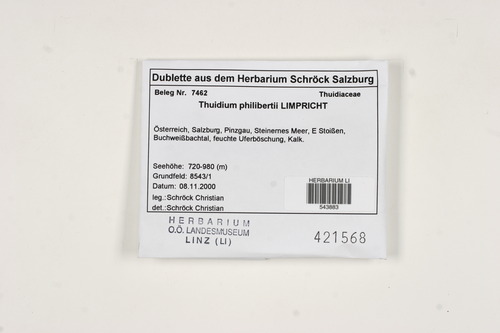 Dublette aus dem Herbarium Schröck Salzburg
Beleg Nr. 7462 Thuidiaceae
Thuidium philibertii LIMPRICHT
Österreich, Salzburg, Pinzgau, Steinernes Meer, E Stoißen,
Buchweißbachtal, feuchte Uferböschung, Kalk.
Seehöhe: 720-980 (m)
Grundfeld: 8543/1
Datum: 08.11.2000
leg.:Schröck Christian
det.:Schröck Christian
HERBARIUM LI
543883
HERBARIUM
O.Ö. LANDESMUSEUM
LINZ (LI)
421568